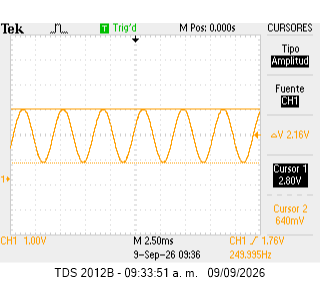 Tek T Trig'd M Pos: 0.000s CURSORES
Tipo
Amplitud
Fuente
CH1
△V 2.16V
Cursor 1
2.80V
Cursor 2
640mV
1
CH1 1.00V M 2.50ms CH1 / 1.76V
9-Sep-26 09:36 249.995Hz
TDS 2012B - 09:33:51 a. m. 09/09/2026